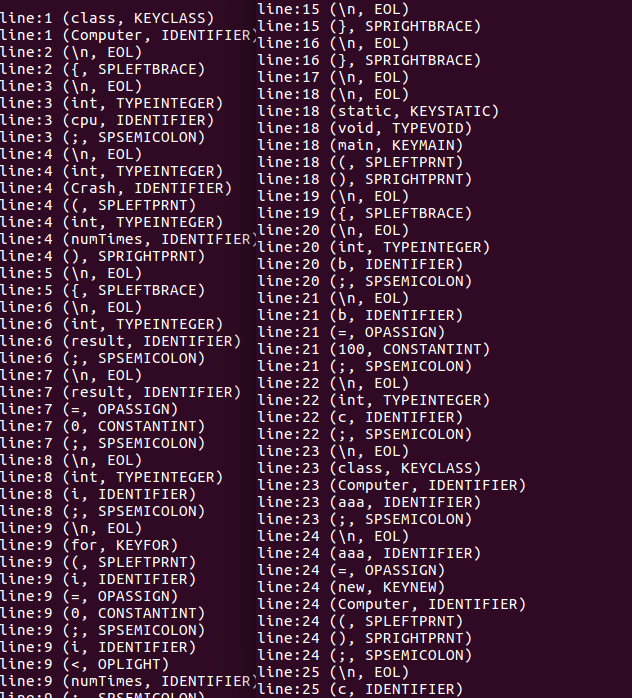 line:1 (class, KEYCLASS)
line:1 (Computer, IDENTIFIER)
line:2 (\n, EOL)
line:2 ({, SPLEFTBRACE)
line:3 (\n, EOL)
line:3 (int, TYPEINTEGER)
line:3 (cpu, IDENTIFIER)
line:3 (;, SPSEMICOLON)
line:4 (\n, EOL)
line:4 (int, TYPEINTEGER)
line:4 (Crash, IDENTIFIER)
line:4 ((, SPLEFTPRNT)
line:4 (int, TYPEINTEGER)
line:4 (numTimes, IDENTIFIER)
line:4 (), SPRIGHTPRNT)
line:5 (\n, EOL)
line:5 ({, SPLEFTBRACE)
line:6 (\n, EOL)
line:6 (int, TYPEINTEGER)
line:6 (result, IDENTIFIER)
line:6 (;, SPSEMICOLON)
line:7 (\n, EOL)
line:7 (result, IDENTIFIER)
line:7 (=, OPASSIGN)
line:7 (0, CONSTANTINT)
line:7 (;, SPSEMICOLON)
line:8 (\n, EOL)
line:8 (int, TYPEINTEGER)
line:8 (i, IDENTIFIER)
line:8 (;, SPSEMICOLON)
line:9 (\n, EOL)
line:9 (for, KEYFOR)
line:9 ((, SPLEFTPRNT)
line:9 (i, IDENTIFIER)
line:9 (=, OPASSIGN)
line:9 (0, CONSTANTINT)
line:9 (;, SPSEMICOLON)
line:9 (i, IDENTIFIER)
line:9 (<, OPLIGHT)
line:9 (numTimes, IDENTIFIER)
line:9 (; SPSEMICOLON)
line:15 (\n, EOL)
line:15 (}, SPRIGHTBRACE)
line:16 (\n, EOL)
line:16 (}, SPRIGHTBRACE)
line:17 (\n, EOL)
line:18 (\n, EOL)
line:18 (static, KEYSTATIC)
line:18 (void, TYPEVOID)
line:18 (main, KEYMAIN)
line:18 ((, SPLEFTPRNT)
line:18 (), SPRIGHTPRNT)
line:19 (\n, EOL)
line:19 ({, SPLEFTBRACE)
line:20 (\n, EOL)
line:20 (int, TYPEINTEGER)
line:20 (b, IDENTIFIER)
line:20 (;, SPSEMICOLON)
line:21 (\n, EOL)
line:21 (b, IDENTIFIER)
line:21 (=, OPASSIGN)
line:21 (100, CONSTANTINT)
line:21 (;, SPSEMICOLON)
line:22 (\n, EOL)
line:22 (int, TYPEINTEGER)
line:22 (c, IDENTIFIER)
line:22 (;, SPSEMICOLON)
line:23 (\n, EOL)
line:23 (class, KEYCLASS)
line:23 (Computer, IDENTIFIER)
line:23 (aaa, IDENTIFIER)
line:23 (;, SPSEMICOLON)
line:24 (\n, EOL)
line:24 (aaa, IDENTIFIER)
line:24 (=, OPASSIGN)
line:24 (new, KEYNEW)
line:24 (Computer, IDENTIFIER)
line:24 ((, SPLEFTPRNT)
line:24 (), SPRIGHTPRNT)
line:24 (;, SPSEMICOLON)
line:25 (\n, EOL)
line:25 (c, IDENTIFIER)